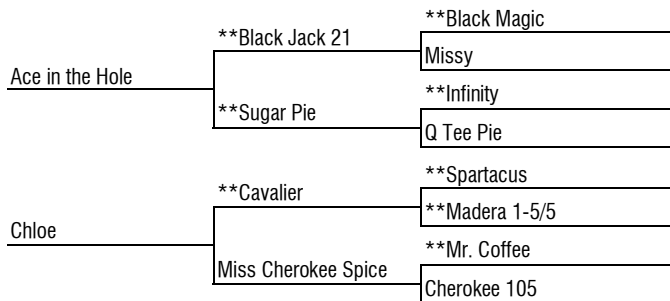 **Black Magic
**Black Jack 21
Missy
Ace in the Hole
**Infinity
**Sugar Pie
Q Tee Pie
**Spartacus
**Cavalier
**Madera 1-5/5
Chloe
**Mr. Coffee
Miss Cherokee Spice
Cherokee 105